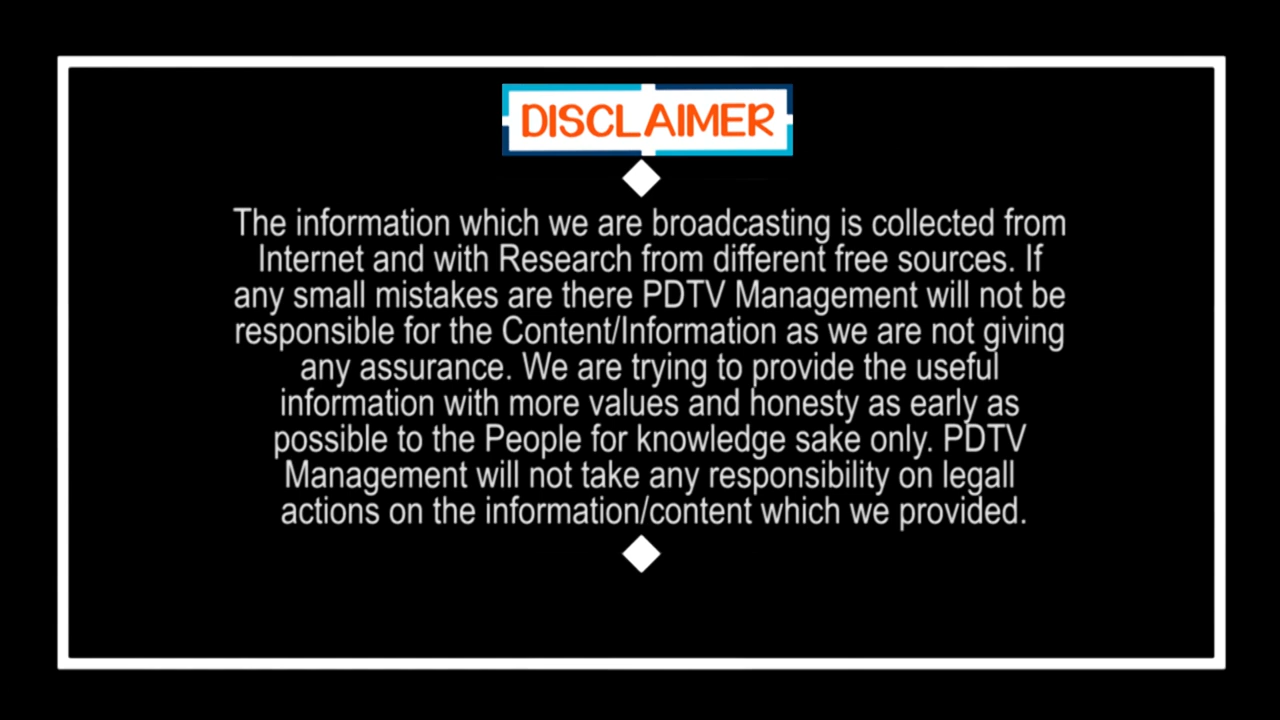 DISCLAIMER
The information which we are broadcasting is collected from
Internet and with Research from different free sources. If
any small mistakes are there PDTV Management will not be
responsible for the Content/Information as we are not giving
any assurance. We are trying to provide the useful
information with more values and honesty as early as
possible to the People for knowledge sake only. PDTV
Management will not take any responsibility on legall
actions on the information/content which we provided.